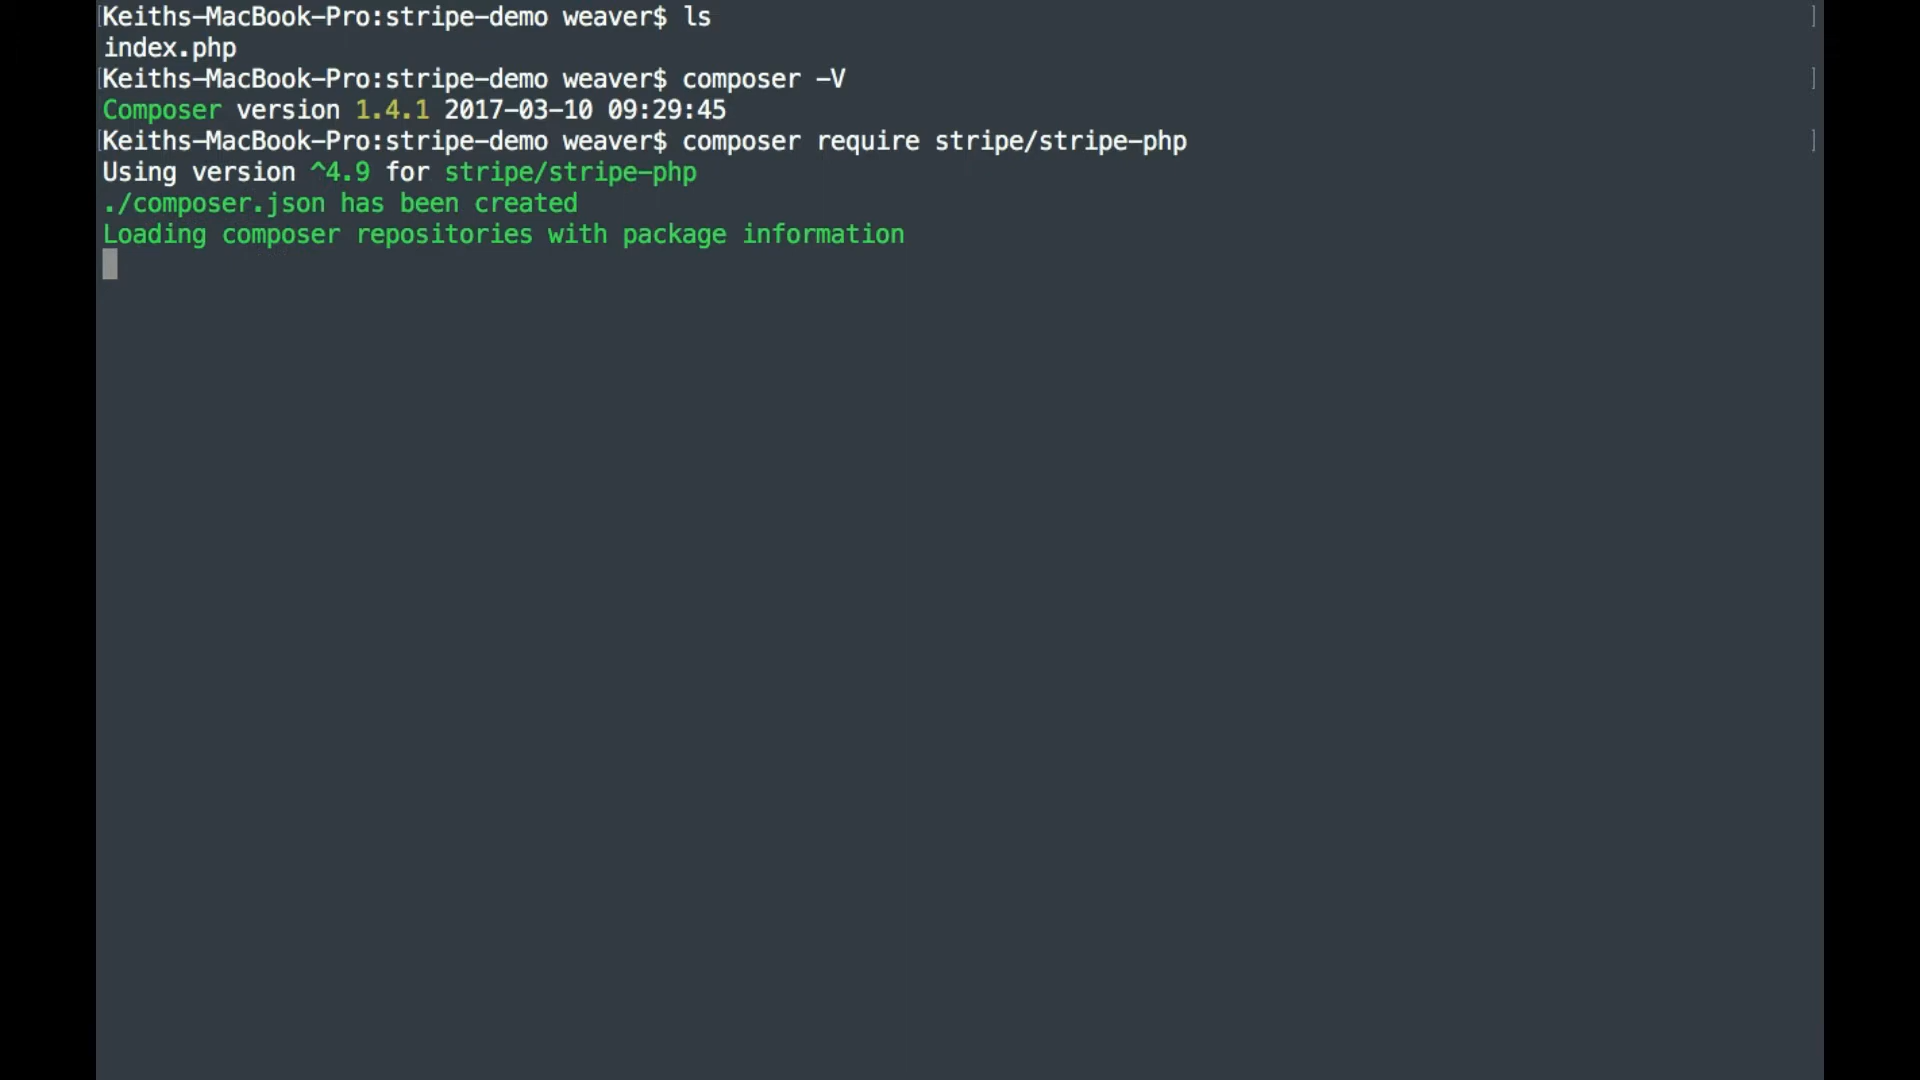 Keiths-MacBook-Pro:stripe-demo weaver$ ls
index.php
Keiths-MacBook-Pro:stripe-demo weaver$ composer -V
Composer version 1.4.1 2017-03-10 09:29:45
Keiths-MacBook-Pro:stripe-demo weaver$ composer require stripe/stripe-php
Using version ^4.9 for stripe/stripe-php
./composer.json has been created
Loading composer repositories with package information